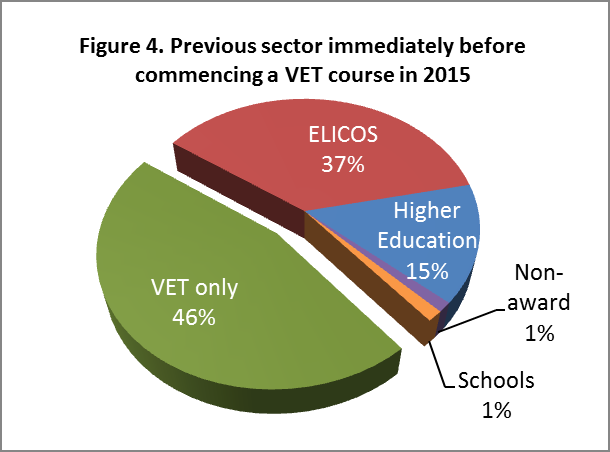 Figure 4. Previous sector immediately before
commencing a VET course in 2015
ELICOS
37%
Higher
Education
15%
Non-
award
1%
Schools
1%
VET only
46%